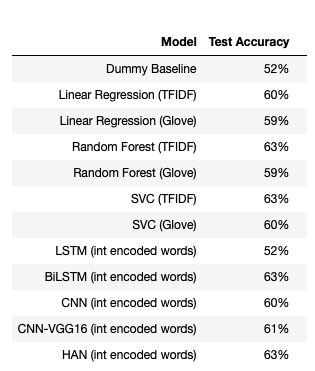 Model Test Accuracy
Dummy Baseline 52%
Linear Regression (TFIDF) 60%
Linear Regression (Glove) 59%
Random Forest (TFIDF) 63%
Random Forest (Glove) 59%
SVC (TFIDF) 63%
SVC (Glove) 60%
LSTM (int encoded words) 52%
BiLSTM (int encoded words) 63%
CNN (int encoded words) 60%
CNN-VGG16 (int encoded words) 61%
HAN (int encoded words) 63%